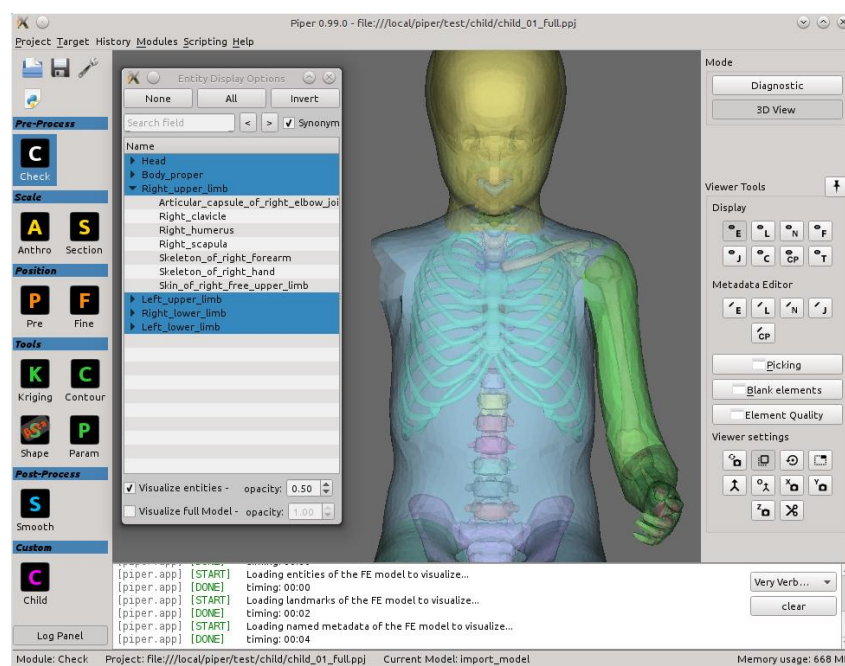 Piper 0.99.0 - file:///local/piper/test/child/child_01_full.ppj
Project Target History Modules Scripting Help
Pre-Process
C
Check
Scale
A
S
Anthro
Section
Position
P
F
Pre
Fine
Tools
K
C
Kriging
Contour
P
Shape
Param
Post-Process
S
Smooth
Custom
C
Child
Log Panel
Entity Display Options
None
All
Invert
Search field
<
>
Synonym
Name
Head
Body_proper
Right_upper_limb
Articular_capsule_of_right_elbow_joi
Right_clavicle
Right_humerus
Right_scapula
Skeleton_of_right_forearm
Skeleton_of_right_hand
Skin_of_right_free_upper_limb
Left_upper_limb
Right_lower_limb
Left_lower_limb
Visualize entities - opacity: 0.50
Visualize full Model - opacity: 1.00
Mode
Diagnostic
3D View
Viewer Tools
Display
E L N F
J C CP T
Metadata Editor
E L N J
CP
Picking
Blank elements
Element Quality
Viewer settings
X Y
Z
[piper.app] [START] Loading entities of the FE model to visualize...
[piper.app] [DONE] timing: 00:00
[piper.app] [START] Loading landmarks of the FE model to visualize...
[piper.app] [DONE] timing: 00:02
[piper.app] [START] Loading named metadata of the FE model to visualize...
[piper.app] [DONE] timing: 00:04
Very Verb...
clear
Module: Check Project: file:///local/piper/test/child/child_01_full.ppj Current Model: import_model Memory usage: 668 M